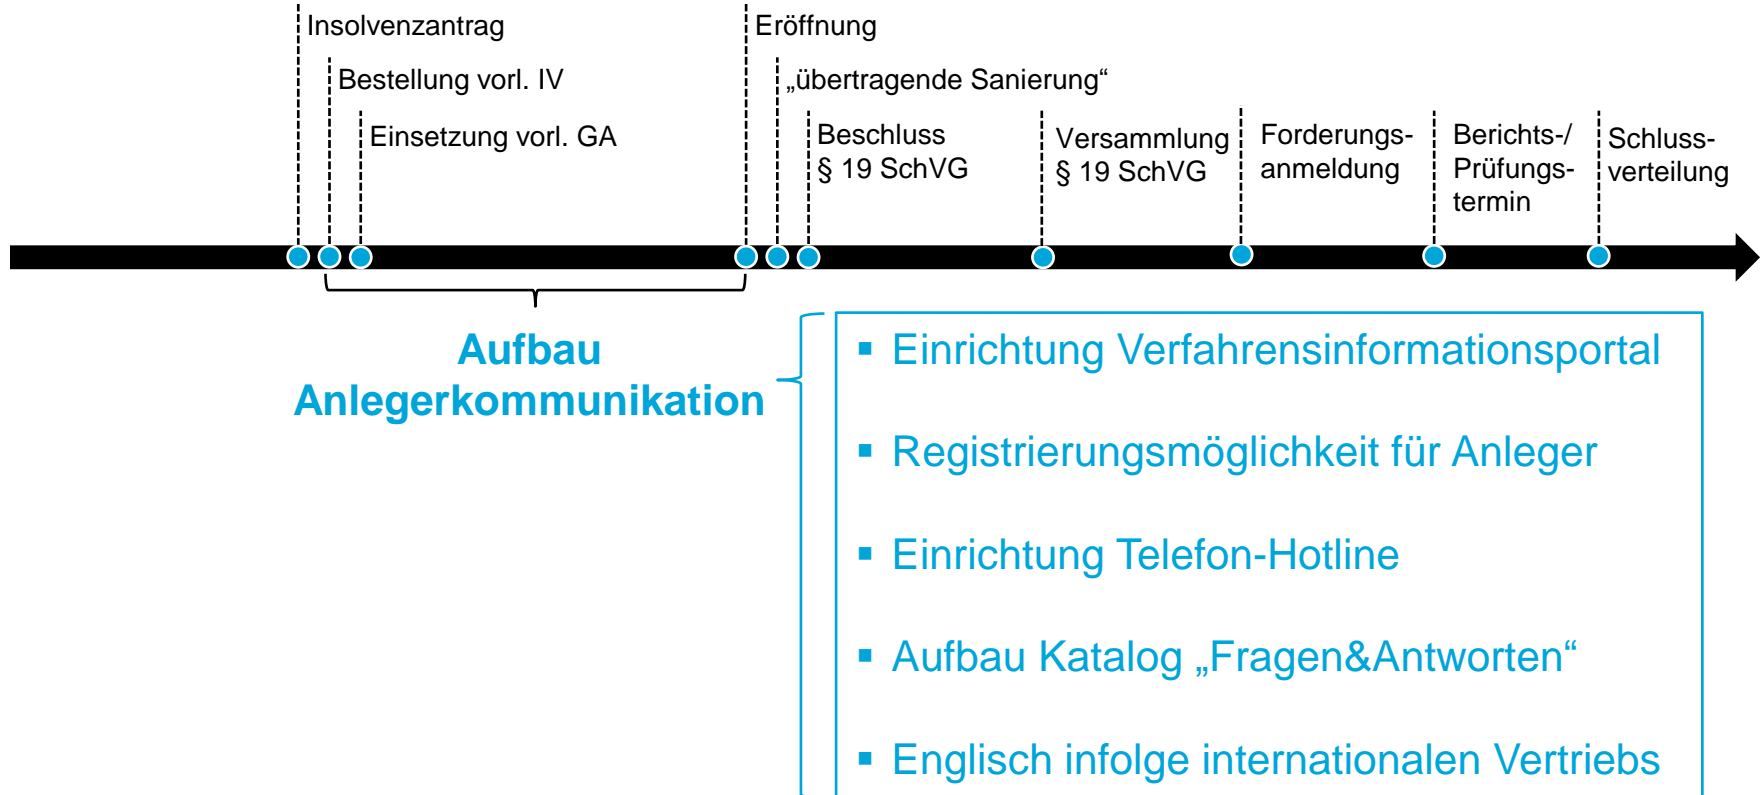 Insolvenzantrag
Bestellung vorl. IV
Einsetzung vorl. GA
Eröffnung
„übertragende Sanierung“
Beschluss
§ 19 SchVG
Versammlung
§ 19 SchVG
Forderungs-
anmeldung
Berichts-/
Prüfungs-
termin
Schluss-
verteilung
Aufbau
Anlegerkommunikation
▪ Einrichtung Verfahrensinformationsportal
▪ Registrierungsmöglichkeit für Anleger
▪ Einrichtung Telefon-Hotline
▪ Aufbau Katalog „Fragen&Antworten“
▪ Englisch infolge internationalen Vertriebs